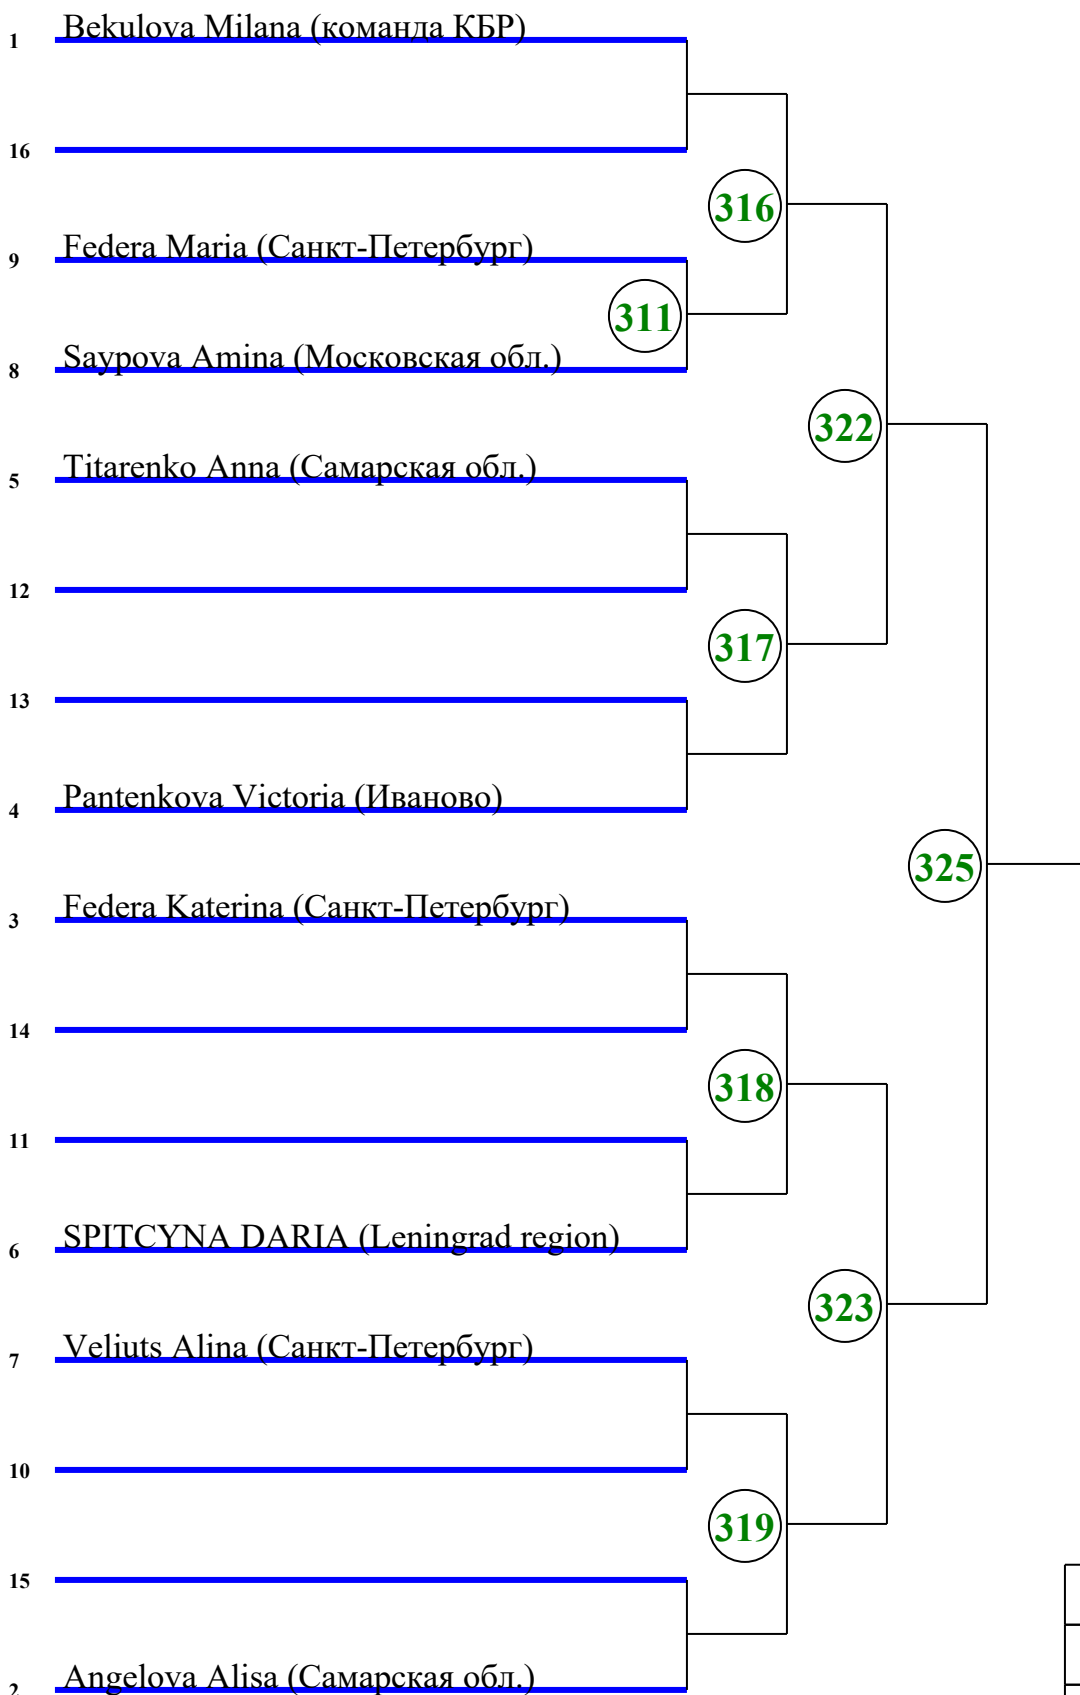 1 Bekulova Milana (команда КБР)
16
316
9 Federa Maria (Санкт-Петербург)
311
8 Saypova Amina (Московская обл.)
322
5 Titarenko Anna (Самарская обл.)
12
317
13
4 Pantenkova Victoria (Иваново)
325
3 Federa Katerina (Санкт-Петербург)
14
318
11
6 SPITCYNA DARIA (Leningrad region)
323
7 Veliuts Alina (Санкт-Петербург)
10
319
15
2 Angelova Alisa (Самарская обл.)